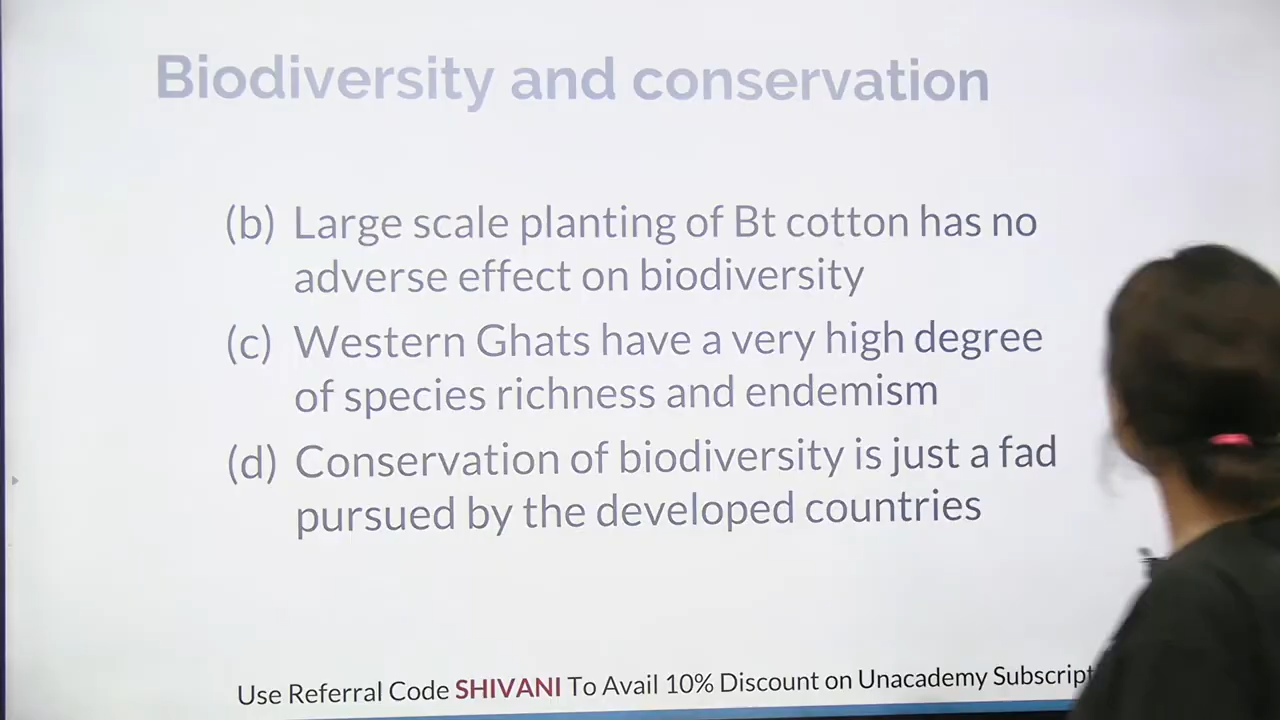 Biodiversity and conservation
(b) Large scale planting of Bt cotton has no
adverse effect on biodiversity
(c) Western Ghats have a very high degree
of species richness and endemism
(d) Conservation of biodiversity is just a fad
pursued by the developed countries
Use Referral Code SHIVANI To Avail 10% Discount on Unacademy Subscript